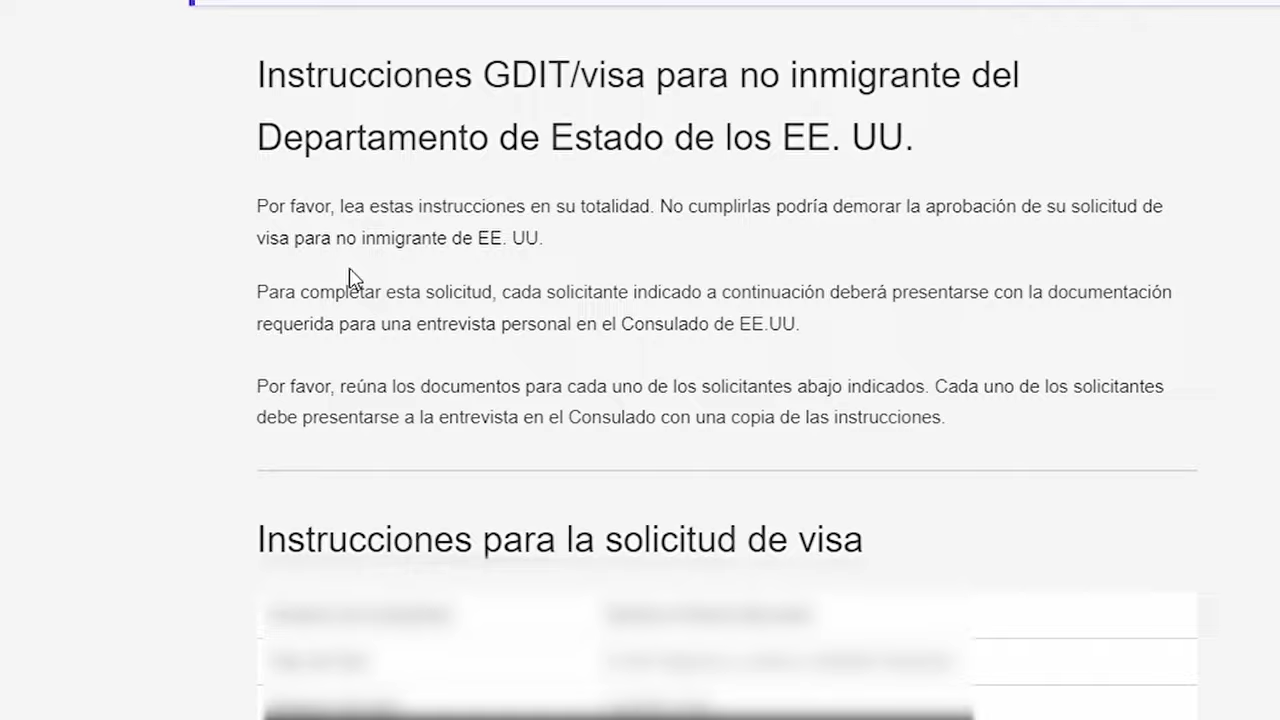 Instrucciones GDIT/visa para no inmigrante del
Departamento de Estado de los EE. UU.
Por favor, lea estas instrucciones en su totalidad. No cumplirlas podría demorar la aprobación de su solicitud de
visa para no inmigrante de EE. UU.
Para completar esta solicitud, cada solicitante indicado a continuación deberá presentarse con la documentación
requerida para una entrevista personal en el Consulado de EE.UU.
Por favor, reúna los documentos para cada uno de los solicitantes abajo indicados. Cada uno de los solicitantes
debe presentarse a la entrevista en el Consulado con una copia de las instrucciones.
Instrucciones para la solicitud de visa